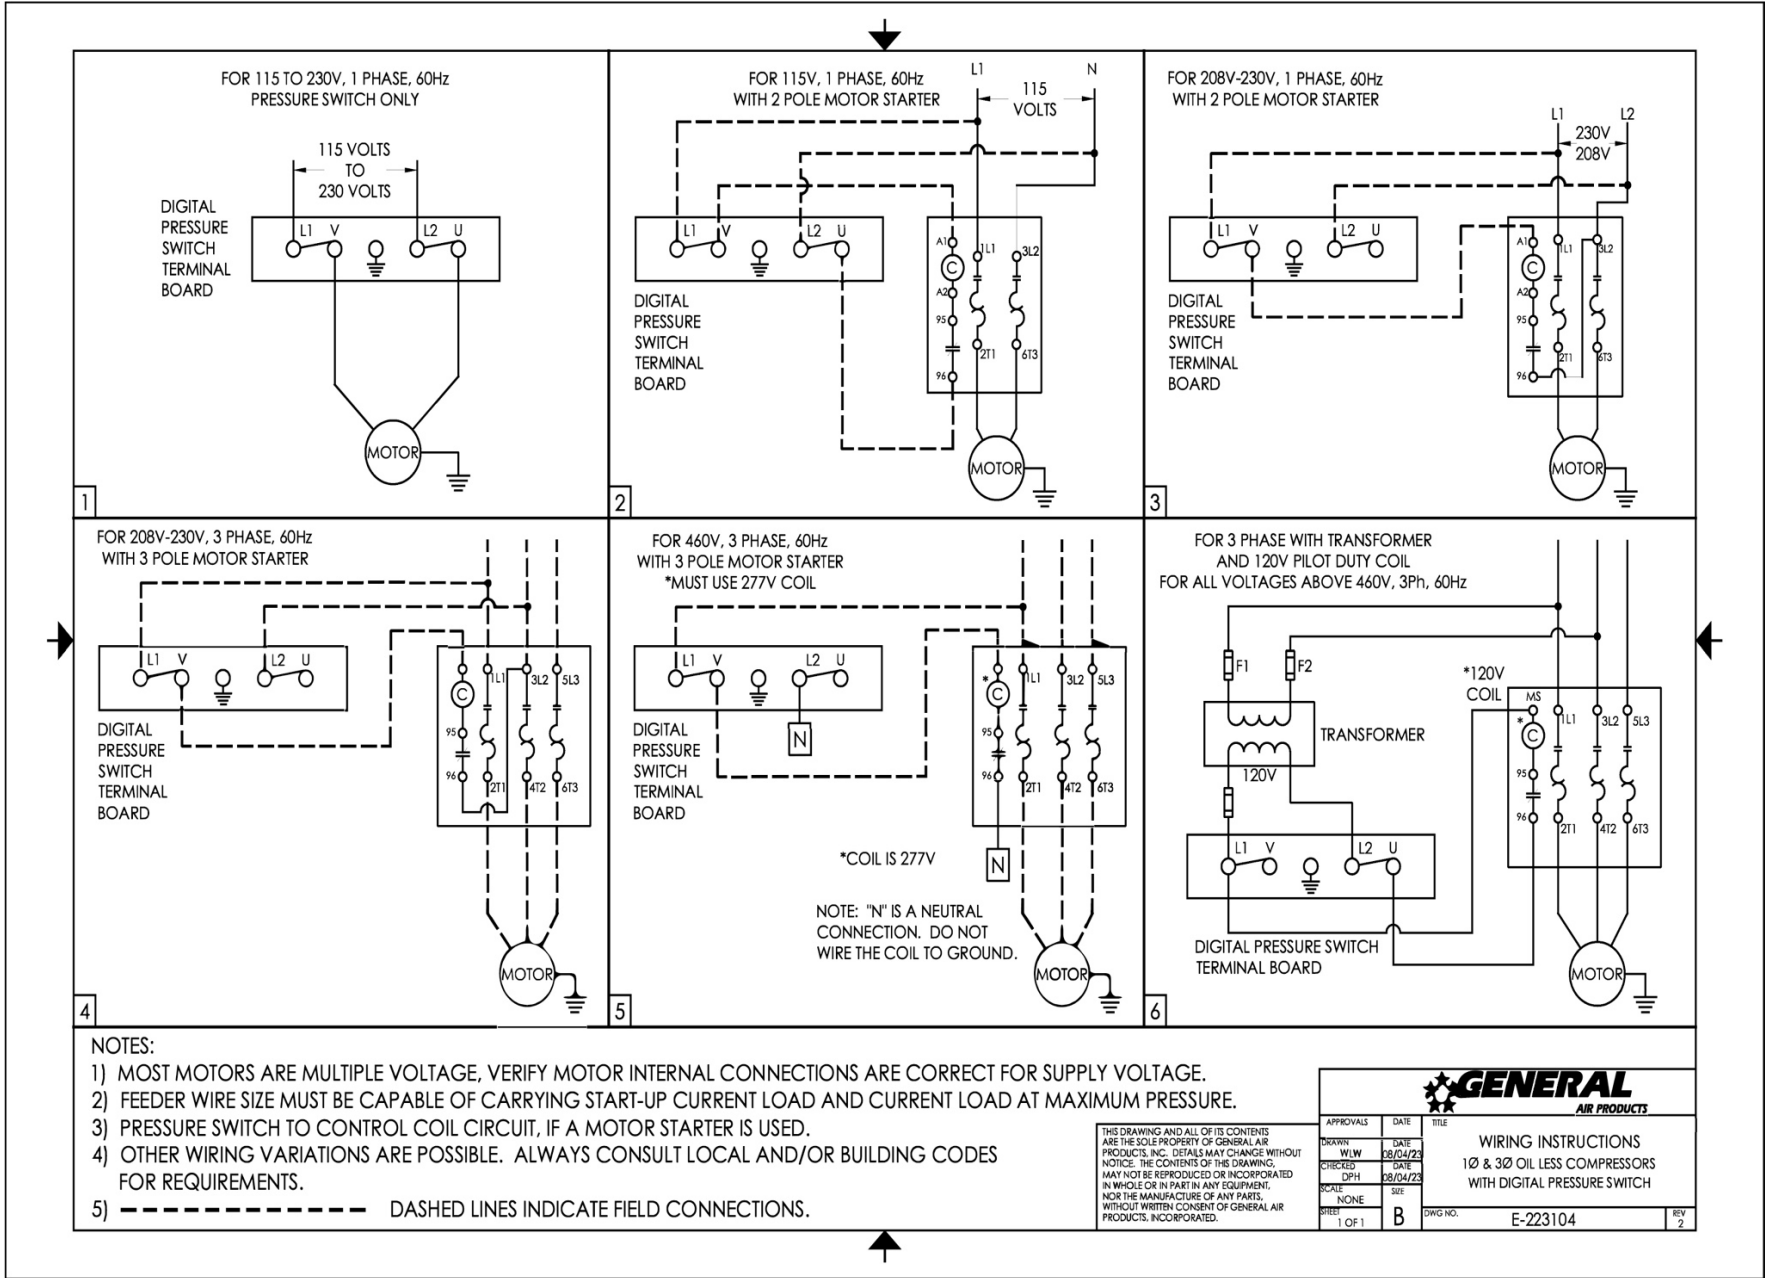 FOR 115 TO 230V, 1 PHASE, 60Hz
PRESSURE SWITCH ONLY
115 VOLTS
TO
230 VOLTS
DIGITAL
PRESSURE
SWITCH
TERMINAL
BOARD
L1 V L2 U
MOTOR
1
FOR 115V, 1 PHASE, 60Hz
WITH 2 POLE MOTOR STARTER
L1 N
115
VOLTS
L1 V L2 U
DIGITAL
PRESSURE
SWITCH
TERMINAL
BOARD
A1 1L1 3L2
C
A2
95
2T1 6T3
96
MOTOR
2
FOR 208V-230V, 1 PHASE, 60Hz
WITH 2 POLE MOTOR STARTER
L1 L2
230V
208V
L1 V L2 U
DIGITAL
PRESSURE
SWITCH
TERMINAL
BOARD
A1 1L1 3L2
C
A2
95
2T1 6T3
96
MOTOR
3
FOR 208V-230V, 3 PHASE, 60Hz
WITH 3 POLE MOTOR STARTER
L1 V L2 U
DIGITAL
PRESSURE
SWITCH
TERMINAL
BOARD
1L1 3L2 5L3
C
95
96
2T1 4T2 6T3
MOTOR
4
FOR 460V, 3 PHASE, 60Hz
WITH 3 POLE MOTOR STARTER
*MUST USE 277V COIL
L1 V L2 U
N
DIGITAL
PRESSURE
SWITCH
TERMINAL
BOARD
1L1 3L2 5L3
*
C
95
96
2T1 4T2 6T3
*COIL IS 277V
N
NOTE: "N" IS A NEUTRAL
CONNECTION. DO NOT
WIRE THE COIL TO GROUND.
MOTOR
5
FOR 3 PHASE WITH TRANSFORMER
AND 120V PILOT DUTY COIL
FOR ALL VOLTAGES ABOVE 460V, 3Ph, 60Hz
F1 F2
*120V
COIL
MS
1L1 3L2 5L3
*
C
TRANSFORMER
120V
95
96
2T1 4T2 6T3
L1 V L2 U
DIGITAL PRESSURE SWITCH
TERMINAL BOARD
MOTOR
6
NOTES:
1) MOST MOTORS ARE MULTIPLE VOLTAGE, VERIFY MOTOR INTERNAL CONNECTIONS ARE CORRECT FOR SUPPLY VOLTAGE.
2) FEEDER WIRE SIZE MUST BE CAPABLE OF CARRYING START-UP CURRENT LOAD AND CURRENT LOAD AT MAXIMUM PRESSURE.
3) PRESSURE SWITCH TO CONTROL COIL CIRCUIT, IF A MOTOR STARTER IS USED.
4) OTHER WIRING VARIATIONS ARE POSSIBLE. ALWAYS CONSULT LOCAL AND/OR BUILDING CODES
FOR REQUIREMENTS.
5) DASHED LINES INDICATE FIELD CONNECTIONS.
THIS DRAWING AND ALL OF ITS CONTENTS
ARE THE SOLE PROPERTY OF GENERAL AIR
PRODUCTS, INC. DETAILS MAY CHANGE WITHOUT
NOTICE. THE CONTENTS OF THIS DRAWING,
MAY NOT BE REPRODUCED OR INCORPORATED
IN WHOLE OR IN PART IN ANY EQUIPMENT,
NOR THE MANUFACTURE OF ANY PARTS,
WITHOUT WRITTEN CONSENT OF GENERAL AIR
PRODUCTS, INCORPORATED.
GENERAL
AIR PRODUCTS
APPROVALS DATE TITLE
DRAWN DATE
WLW 08/04/23
CHECKED DATE
DPH 08/04/23
SCALE SIZE
NONE
SHEET
1 OF 1 B
WIRING INSTRUCTIONS
1Ø & 3Ø OIL LESS COMPRESSORS
WITH DIGITAL PRESSURE SWITCH
DWG NO. E-223104 REV
2